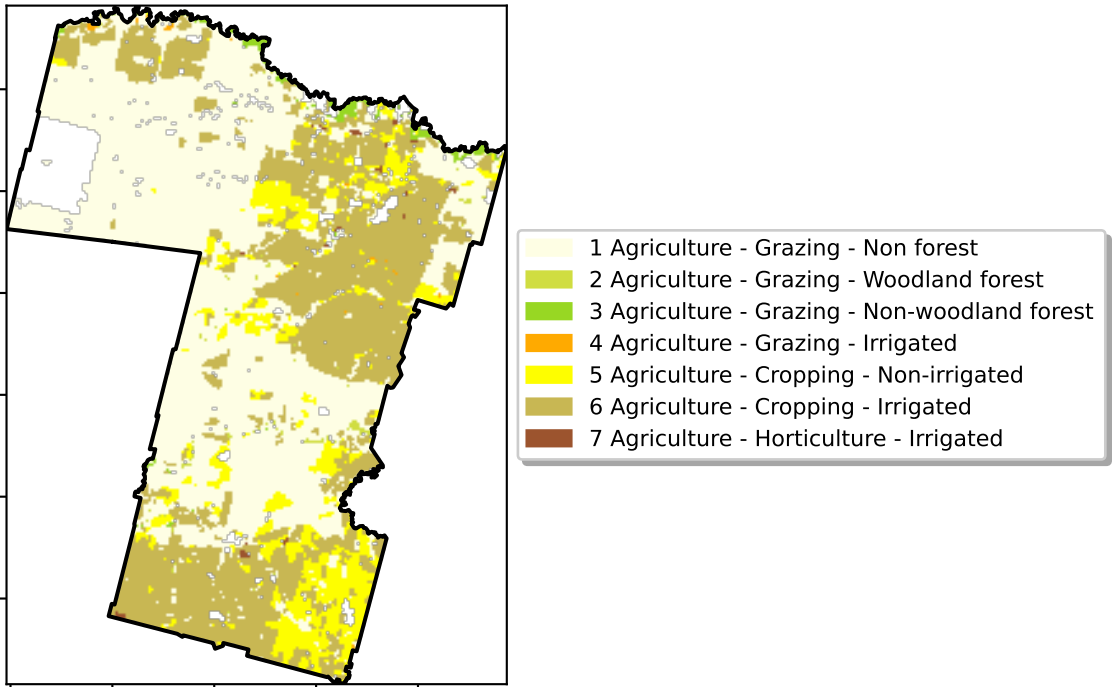 1 Agriculture - Grazing - Non forest
2 Agriculture - Grazing - Woodland forest
3 Agriculture - Grazing - Non-woodland forest
4 Agriculture - Grazing - Irrigated
5 Agriculture - Cropping - Non-irrigated
6 Agriculture - Cropping - Irrigated
7 Agriculture - Horticulture - Irrigated